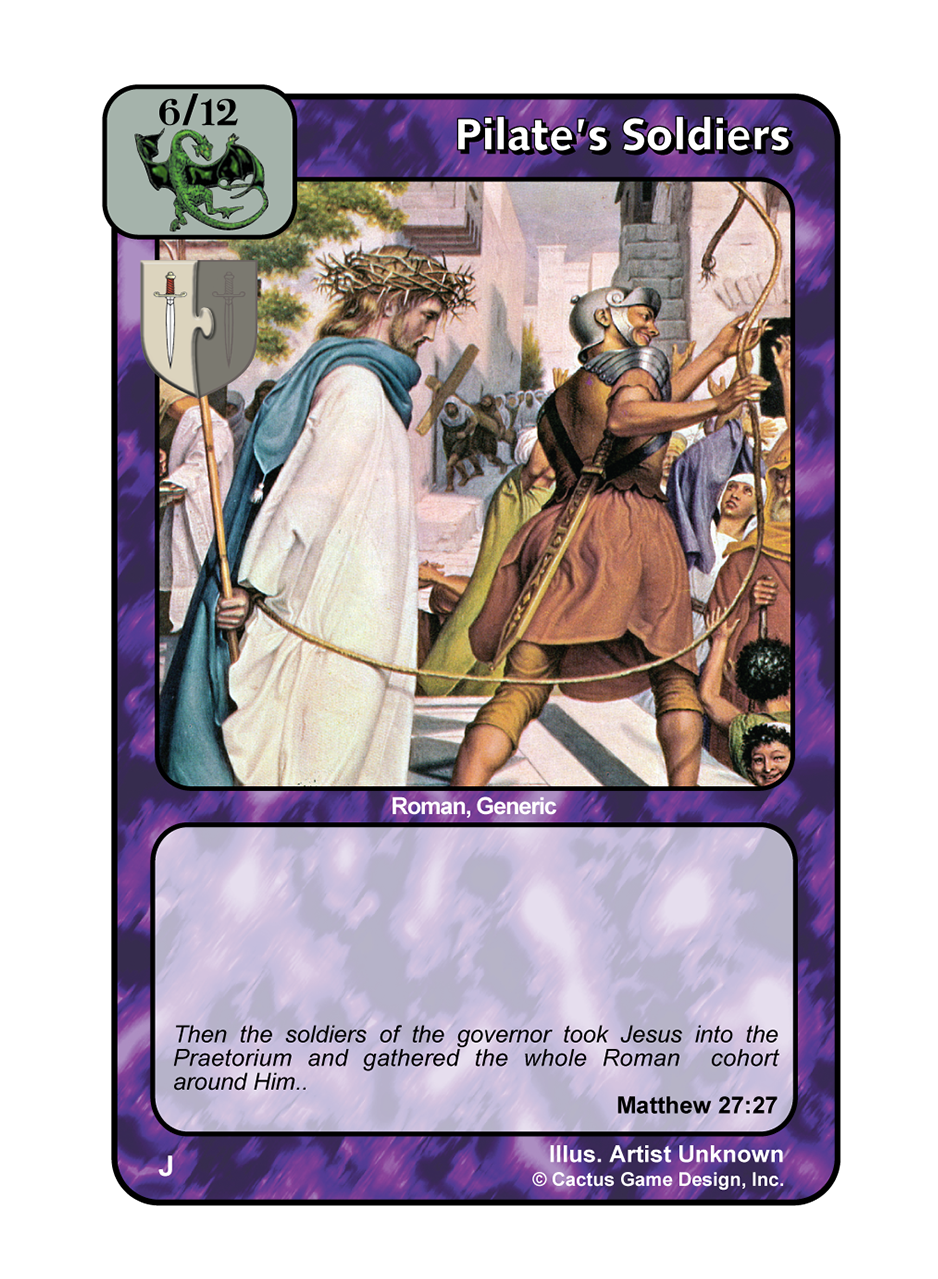 6/12
Pilate's Soldiers
Roman, Generic
Then the soldiers of the governor took Jesus into the
Praetorium and gathered the whole Roman cohort
around Him..
Matthew 27:27
J
Illus. Artist Unknown
© Cactus Game Design, Inc.